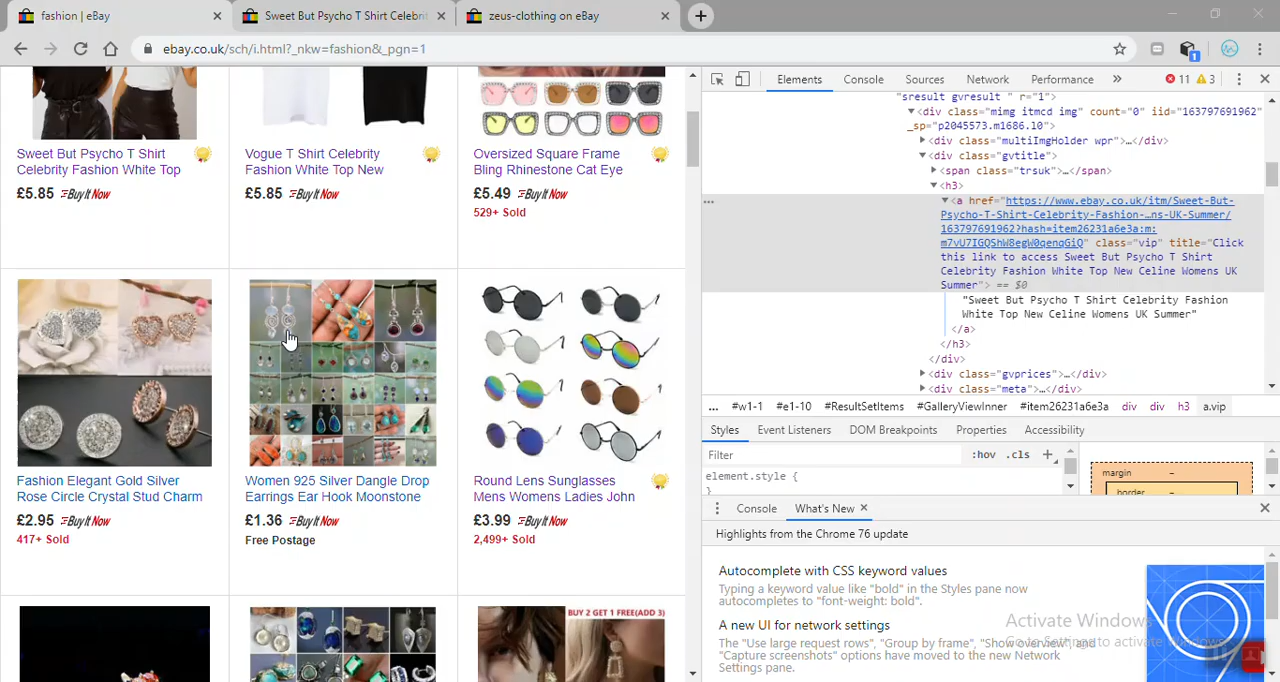 fashion | eBay
Sweet But Psycho T Shirt Celebrit
zeus-clothing on eBay
ebay.co.uk/sch/i.html?_nkw=fashion&_pgn=1
Sweet But Psycho T Shirt
Celebrity Fashion White Top
£5.85 Buy It Now
Vogue T Shirt Celebrity
Fashion White Top New
£5.85 Buy It Now
Oversized Square Frame
Bling Rhinestone Cat Eye
£5.49 Buy It Now
529+ Sold
Fashion Elegant Gold Silver
Rose Circle Crystal Stud Charm
£2.95 Buy It Now
417+ Sold
Women 925 Silver Dangle Drop
Earrings Ear Hook Moonstone
£1.36 Buy It Now
Free Postage
Round Lens Sunglasses
Mens Womens Ladies John
£3.99 Buy It Now
2,499+ Sold
BUY 2 GET 1 FREE(ADD 3)
Elements Console Sources Network Performance » 11 3
"sresult gvresult " r="1">
<div class="mimg itmcd img" count="0" iid="163797691962"
_sp="p2045573.m1686.l0">
<div class="multiImgHolder wpr">…</div>
<div class="gvtitle">
<span class="trsuk">…</span>
<h3>
<a href="https://www.ebay.co.uk/itm/Sweet-But-
Psycho-T-Shirt-Celebrity-Fashion-…ns-UK-Summer/
163797691962?hash=item26231a6e3a:m:
m7vU7IGQShW8egW0qenqGiQ" class="vip" title="Click
this link to access Sweet But Psycho T Shirt
Celebrity Fashion White Top New Celine Womens UK
Summer"> == $0
"Sweet But Psycho T Shirt Celebrity Fashion
White Top New Celine Womens UK Summer"
</a>
</h3>
</div>
<div class="gvprices">…</div>
<div class="meta">…</div>
... #w1-1 #e1-10 #ResultSetItems #GalleryViewInner #item26231a6e3a div div h3 a.vip
Styles Event Listeners DOM Breakpoints Properties Accessibility
Filter :hov .cls +
element.style {
}
margin -
border -
Console What's New
Highlights from the Chrome 76 update
Autocomplete with CSS keyword values
Typing a keyword value like "bold" in the Styles pane now
autocompletes to "font-weight: bold".
A new UI for network settings
The "Use large request rows", "Group by frame", "Show overview", and
"Capture screenshots" options have moved to the new Network
Settings pane.
Activate Windows
Go to Settings to activate Windows.